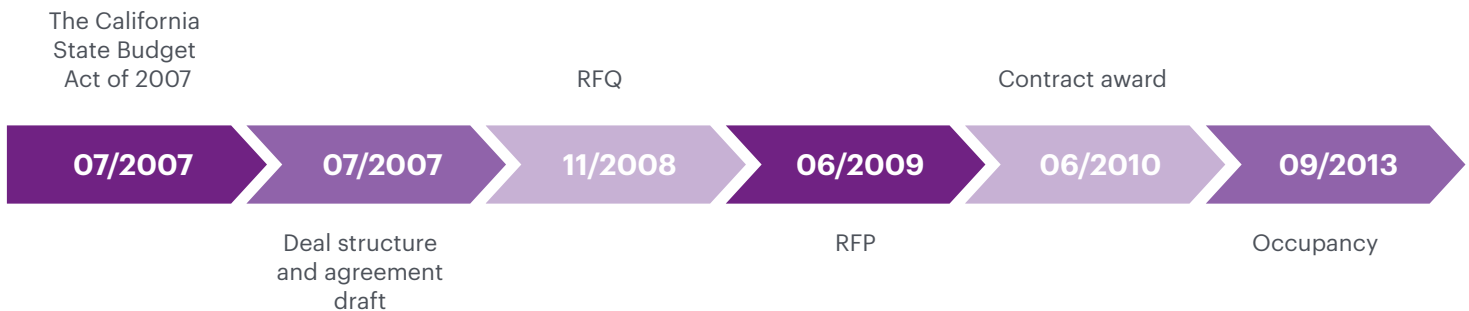 The California
State Budget
Act of 2007
RFQ
Contract award
07/2007
07/2007
11/2008
06/2009
06/2010
09/2013
Deal structure
and agreement
draft
RFP
Occupancy